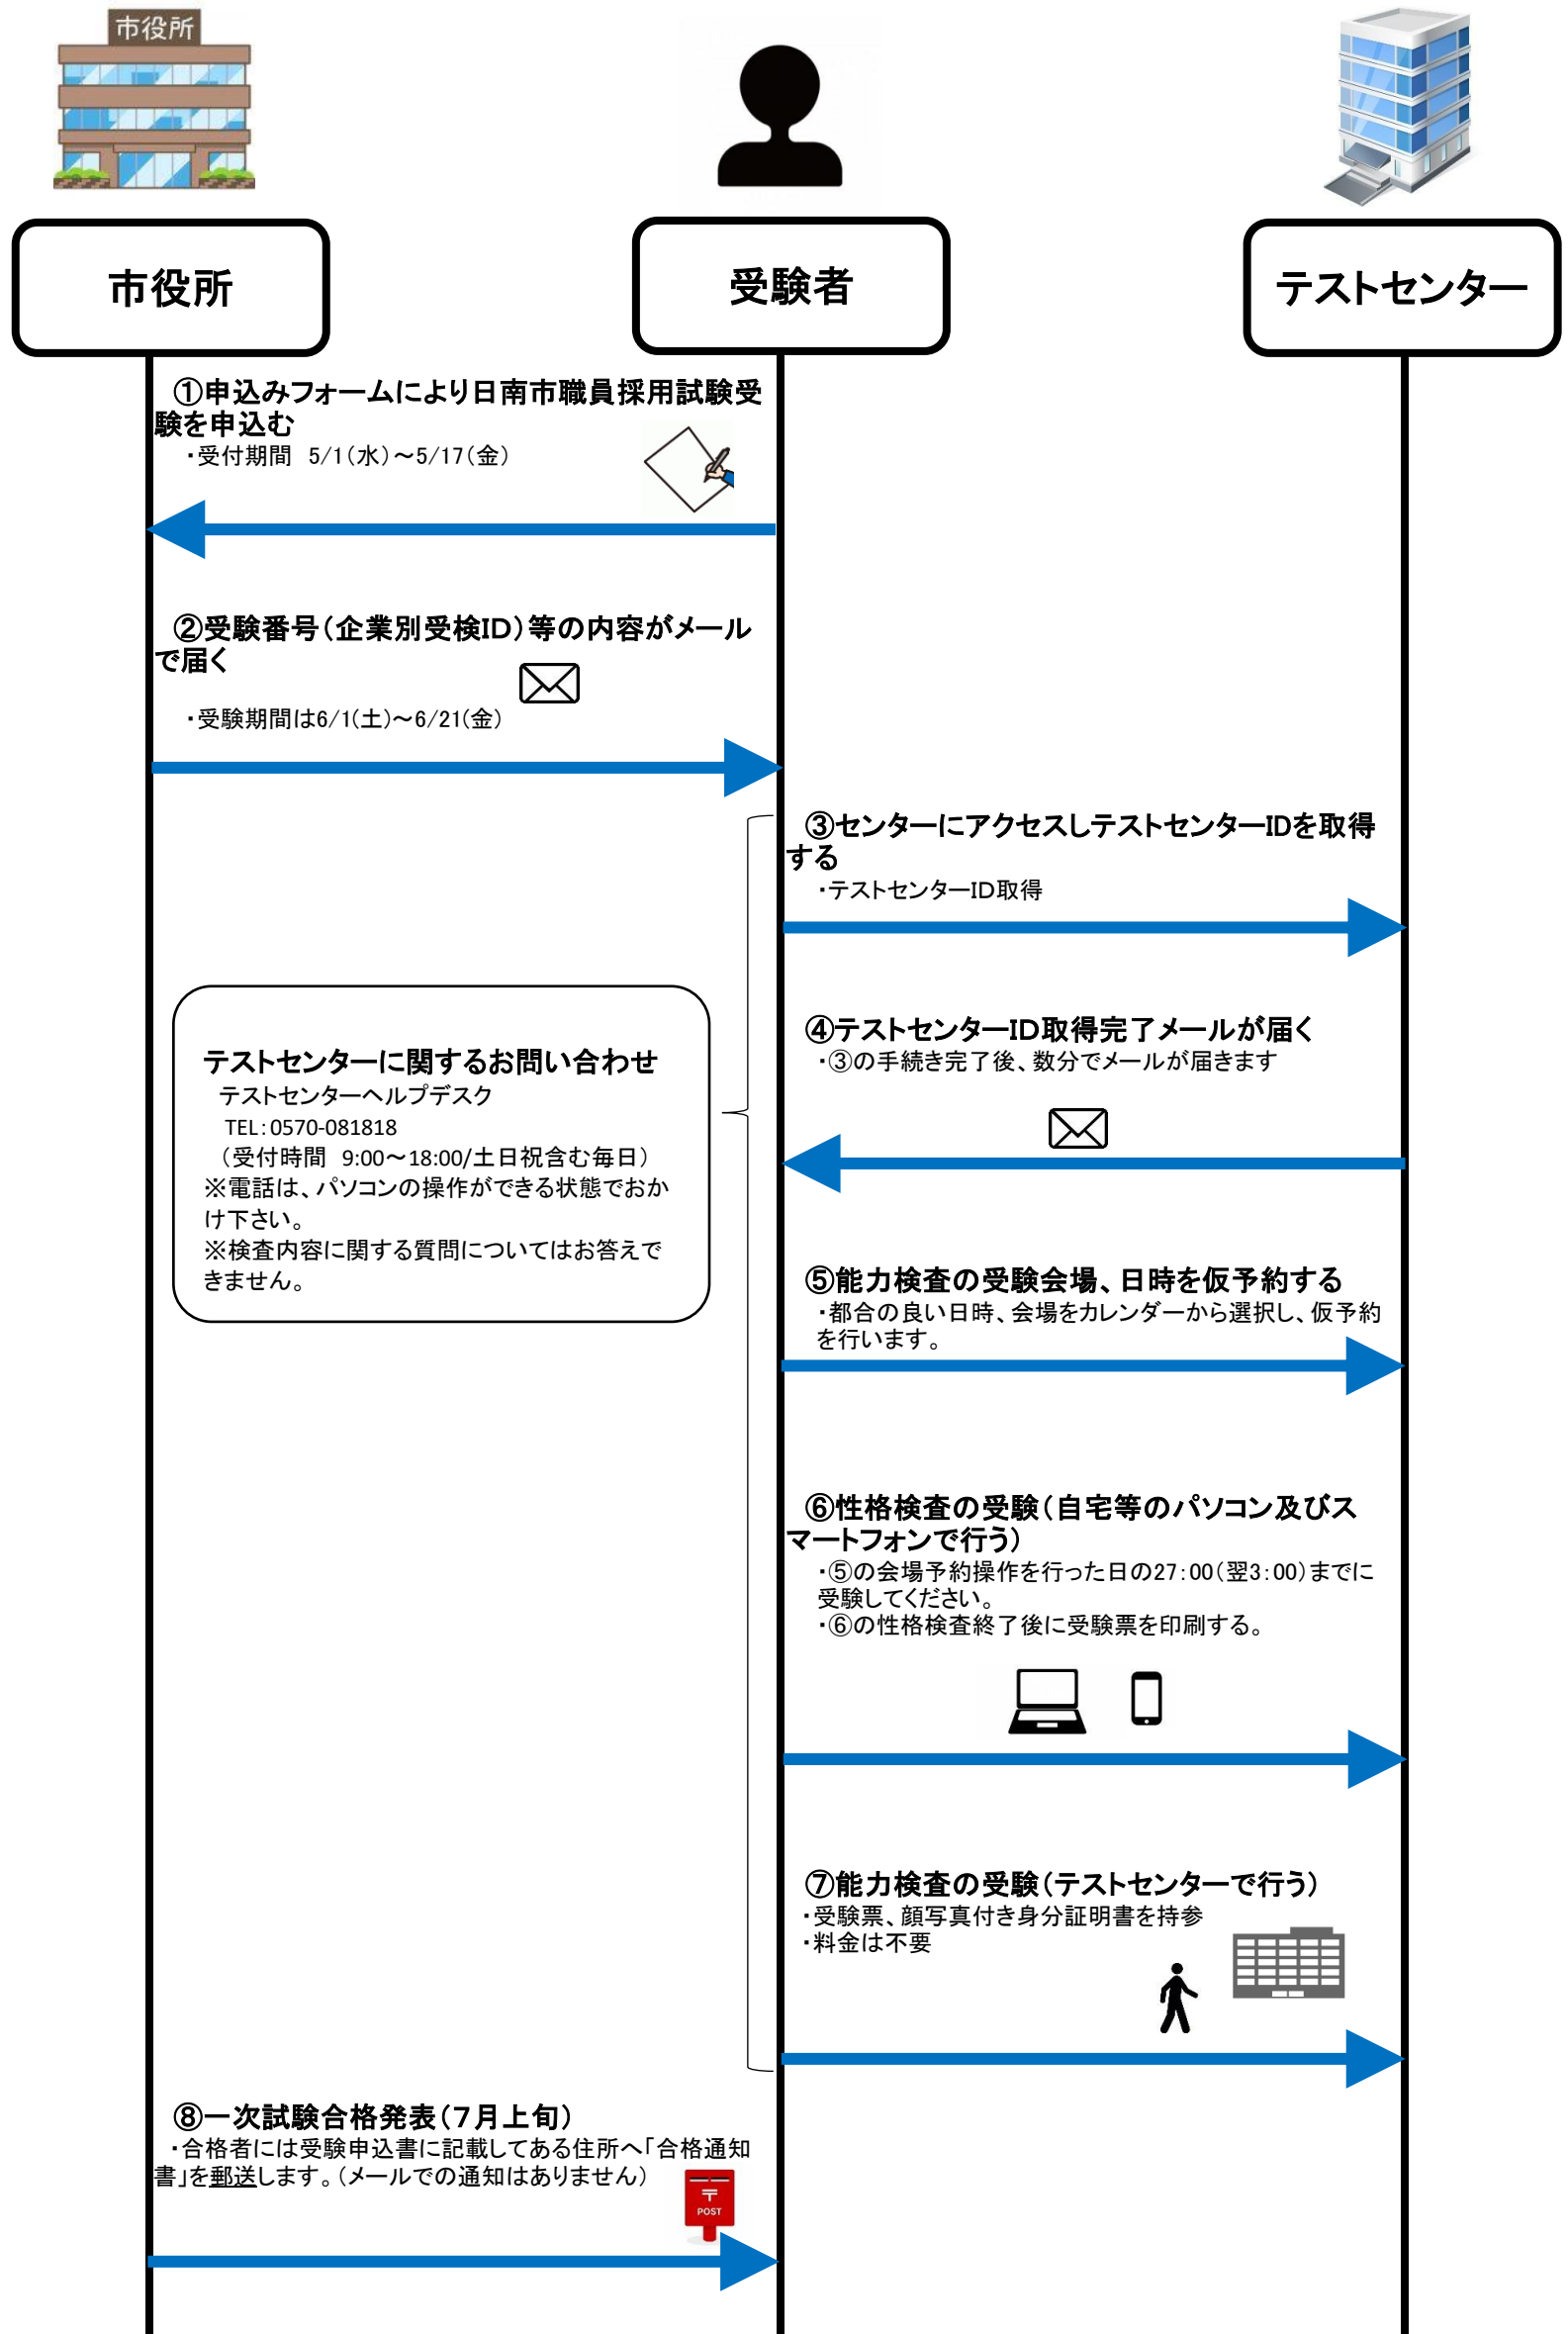 市役所
市役所
受験者
テストセンター
①申込みフォームにより日南市職員採用試験受
験を申込む
・受付期間　5/1(水)～5/17(金)
②受験番号(企業別受検ID)等の内容がメール
で届く
・受験期間は6/1(土)～6/21(金)
③センターにアクセスしテストセンターIDを取得
する
・テストセンターID取得
④テストセンターID取得完了メールが届く
・③の手続き完了後、数分でメールが届きます
テストセンターに関するお問い合わせ
テストセンターヘルプデスク
TEL:0570-081818
(受付時間　9:00～18:00/土日祝含む毎日)
※電話は、パソコンの操作ができる状態でおか
け下さい。
※検査内容に関する質問についてはお答えで
きません。
⑤能力検査の受験会場、日時を仮予約する
・都合の良い日時、会場をカレンダーから選択し、仮予約
を行います。
⑥性格検査の受験(自宅等のパソコン及びス
マートフォンで行う)
・⑤の会場予約操作を行った日の27:00(翌3:00)までに
受験してください。
・⑥の性格検査終了後に受験票を印刷する。
⑦能力検査の受験(テストセンターで行う)
・受験票、顔写真付き身分証明書を持参
・料金は不要
⑧一次試験合格発表(7月上旬)
・合格者には受験申込書に記載してある住所へ「合格通知
書」を郵送します。(メールでの通知はありません)
〒
POST